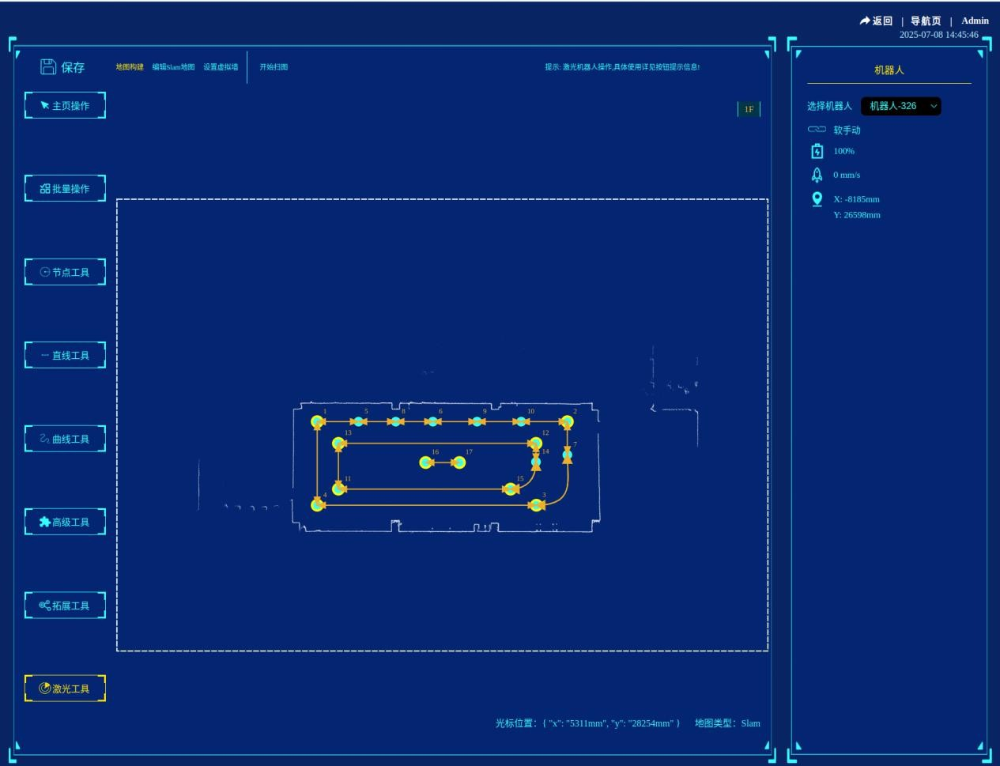 返回 | 导航页 | Admin
2025-07-08 14:45:46
保存
地图构建 编辑Slam地图 设置虚拟墙 开始扫图
提示: 激光机器人操作,具体使用详见按钮提示信息!
主页操作
批量操作
节点工具
直线工具
曲线工具
高级工具
拓展工具
激光工具
1F
1 5 8 6 9 10 2
13 12
7
16 17 14
11 15
4 3
光标位置: { "x": "5311mm", "y": "28254mm" } 地图类型: Slam
机器人
选择机器人 机器人-326
软手动
100%
0 mm/s
X: -8185mm
Y: 26598mm